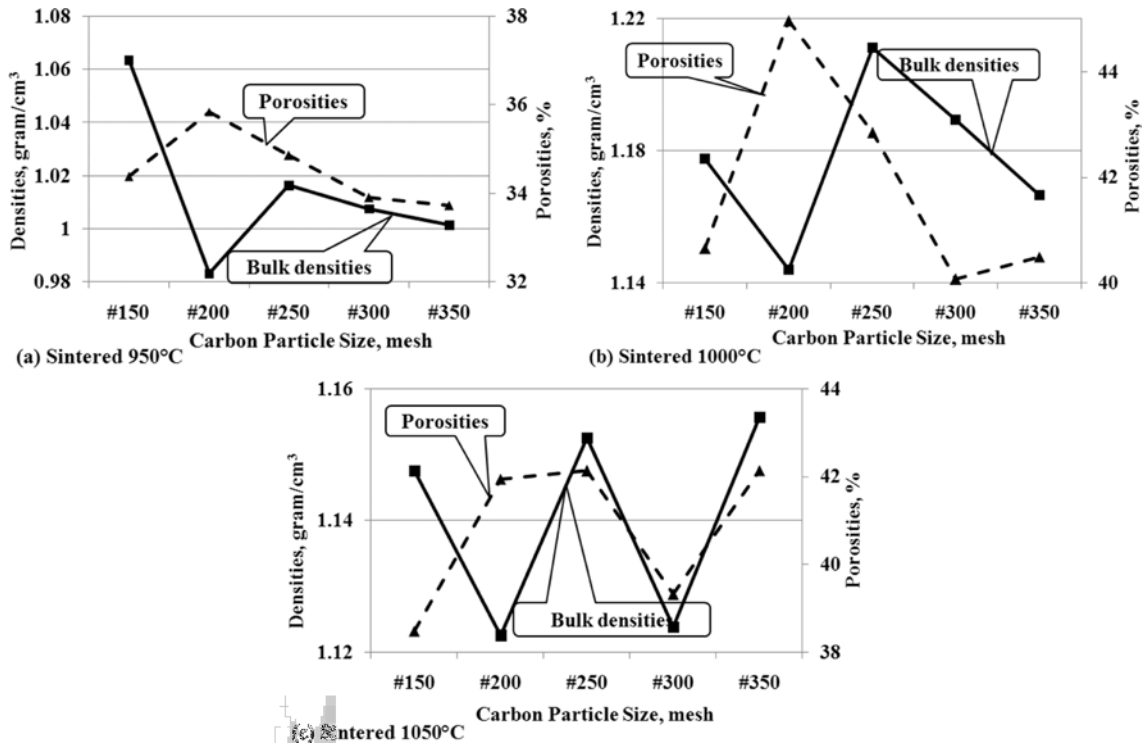 1.08
1.06
1.04
1.02
1
0.98
Densities, gram/cm³
38
36
34
32
Porosities, %
Porosities
Bulk densities
#150 #200 #250 #300 #350
Carbon Particle Size, mesh
(a) Sintered 950°C
1.22
1.18
1.14
Densities, gram/cm³
44
42
40
Porosities, %
Porosities
Bulk densities
#150 #200 #250 #300 #350
Carbon Particle Size, mesh
(b) Sintered 1000°C
1.16
1.14
1.12
Densities, gram/cm³
44
42
40
38
Porosities, %
Porosities
Bulk densities
#150 #200 #250 #300 #350
Carbon Particle Size, mesh
(c) Sintered 1050°C